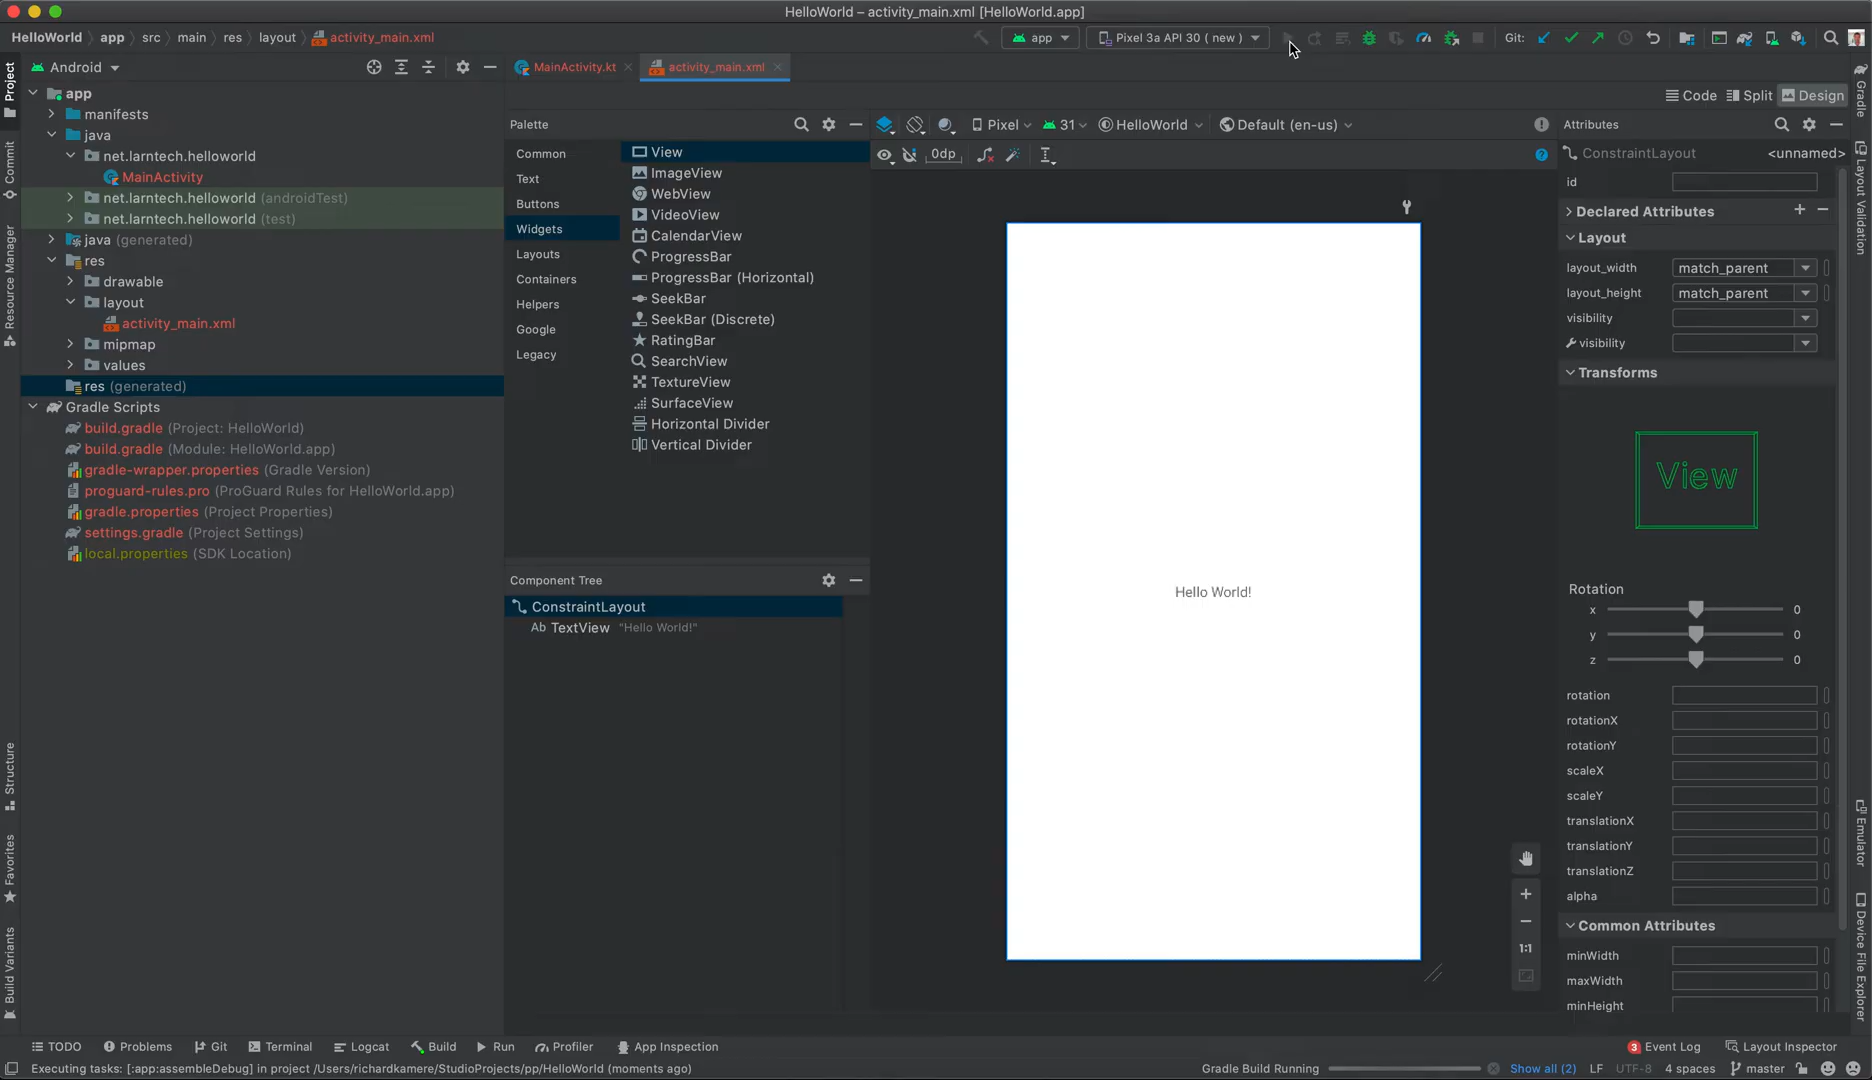 HelloWorld – activity_main.xml [HelloWorld.app]
HelloWorld app src main res layout activity_main.xml
app Pixel 3a API 30 ( new ) Git:
Android
MainActivity.kt activity_main.xml
Code Split Design
Project
Commit
Resource Manager
Structure
Favorites
Build Variants
app
manifests
java
net.larntech.helloworld
MainActivity
net.larntech.helloworld (androidTest)
net.larntech.helloworld (test)
java (generated)
res
drawable
layout
activity_main.xml
mipmap
values
res (generated)
Gradle Scripts
build.gradle (Project: HelloWorld)
build.gradle (Module: HelloWorld.app)
gradle-wrapper.properties (Gradle Version)
proguard-rules.pro (ProGuard Rules for HelloWorld.app)
gradle.properties (Project Properties)
settings.gradle (Project Settings)
local.properties (SDK Location)
Palette
Common
Text
Buttons
Widgets
Layouts
Containers
Helpers
Google
Legacy
View
ImageView
WebView
VideoView
CalendarView
ProgressBar
ProgressBar (Horizontal)
SeekBar
SeekBar (Discrete)
RatingBar
SearchView
TextureView
SurfaceView
Horizontal Divider
Vertical Divider
Component Tree
ConstraintLayout
Ab TextView "Hello World!"
Pixel 31 HelloWorld Default (en-us)
0dp
Hello World!
1:1
Attributes
ConstraintLayout <unnamed>
id
Declared Attributes
Layout
layout_width match_parent
layout_height match_parent
visibility
visibility
Transforms
View
Rotation
x 0
y 0
z 0
rotation
rotationX
rotationY
scaleX
scaleY
translationX
translationY
translationZ
alpha
Common Attributes
minWidth
maxWidth
minHeight
Gradle
Layout Validation
Emulator
Device File Explorer
TODO Problems Git Terminal Logcat Build Run Profiler App Inspection 3 Event Log Layout Inspector
Executing tasks: [:app:assembleDebug] in project /Users/richardkamere/StudioProjects/pp/HelloWorld (moments ago) Gradle Build Running Show all (2) LF UTF-8 4 spaces master